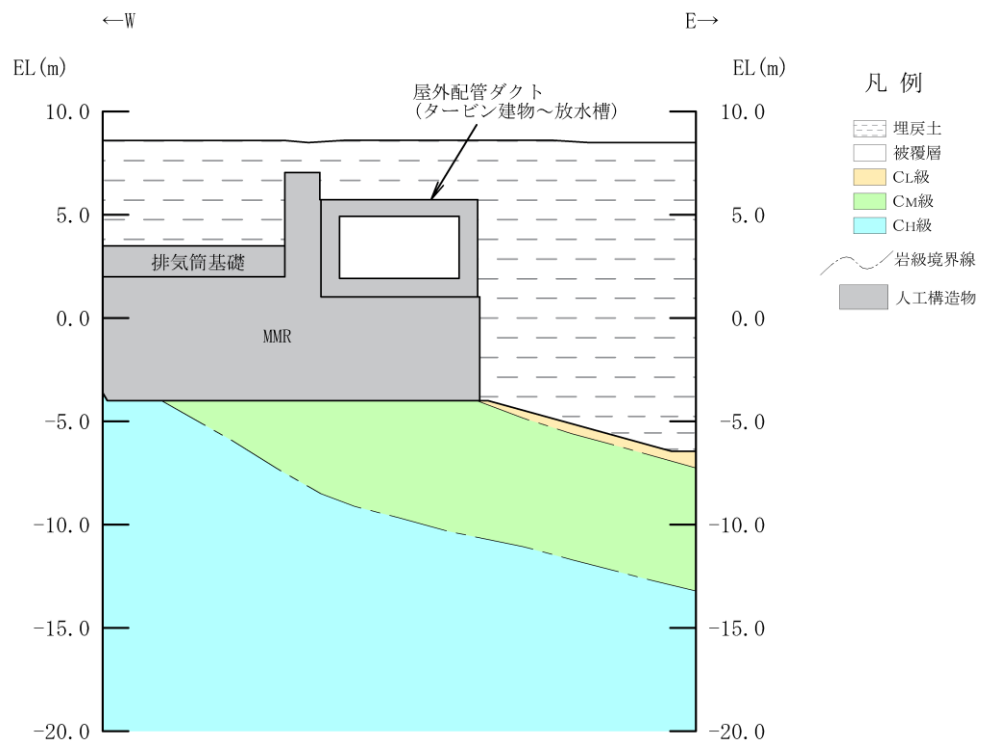 ←W
E→
EL(m)
EL(m)
10.0
5.0
0.0
-5.0
-10.0
-15.0
-20.0
屋外配管ダクト
(タービン建物～放水槽)
排気筒基礎
MMR
10.0
5.0
0.0
-5.0
-10.0
-15.0
-20.0
凡 例
埋戻土
被覆層
CL級
CM級
CH級
岩級境界線
人工構造物